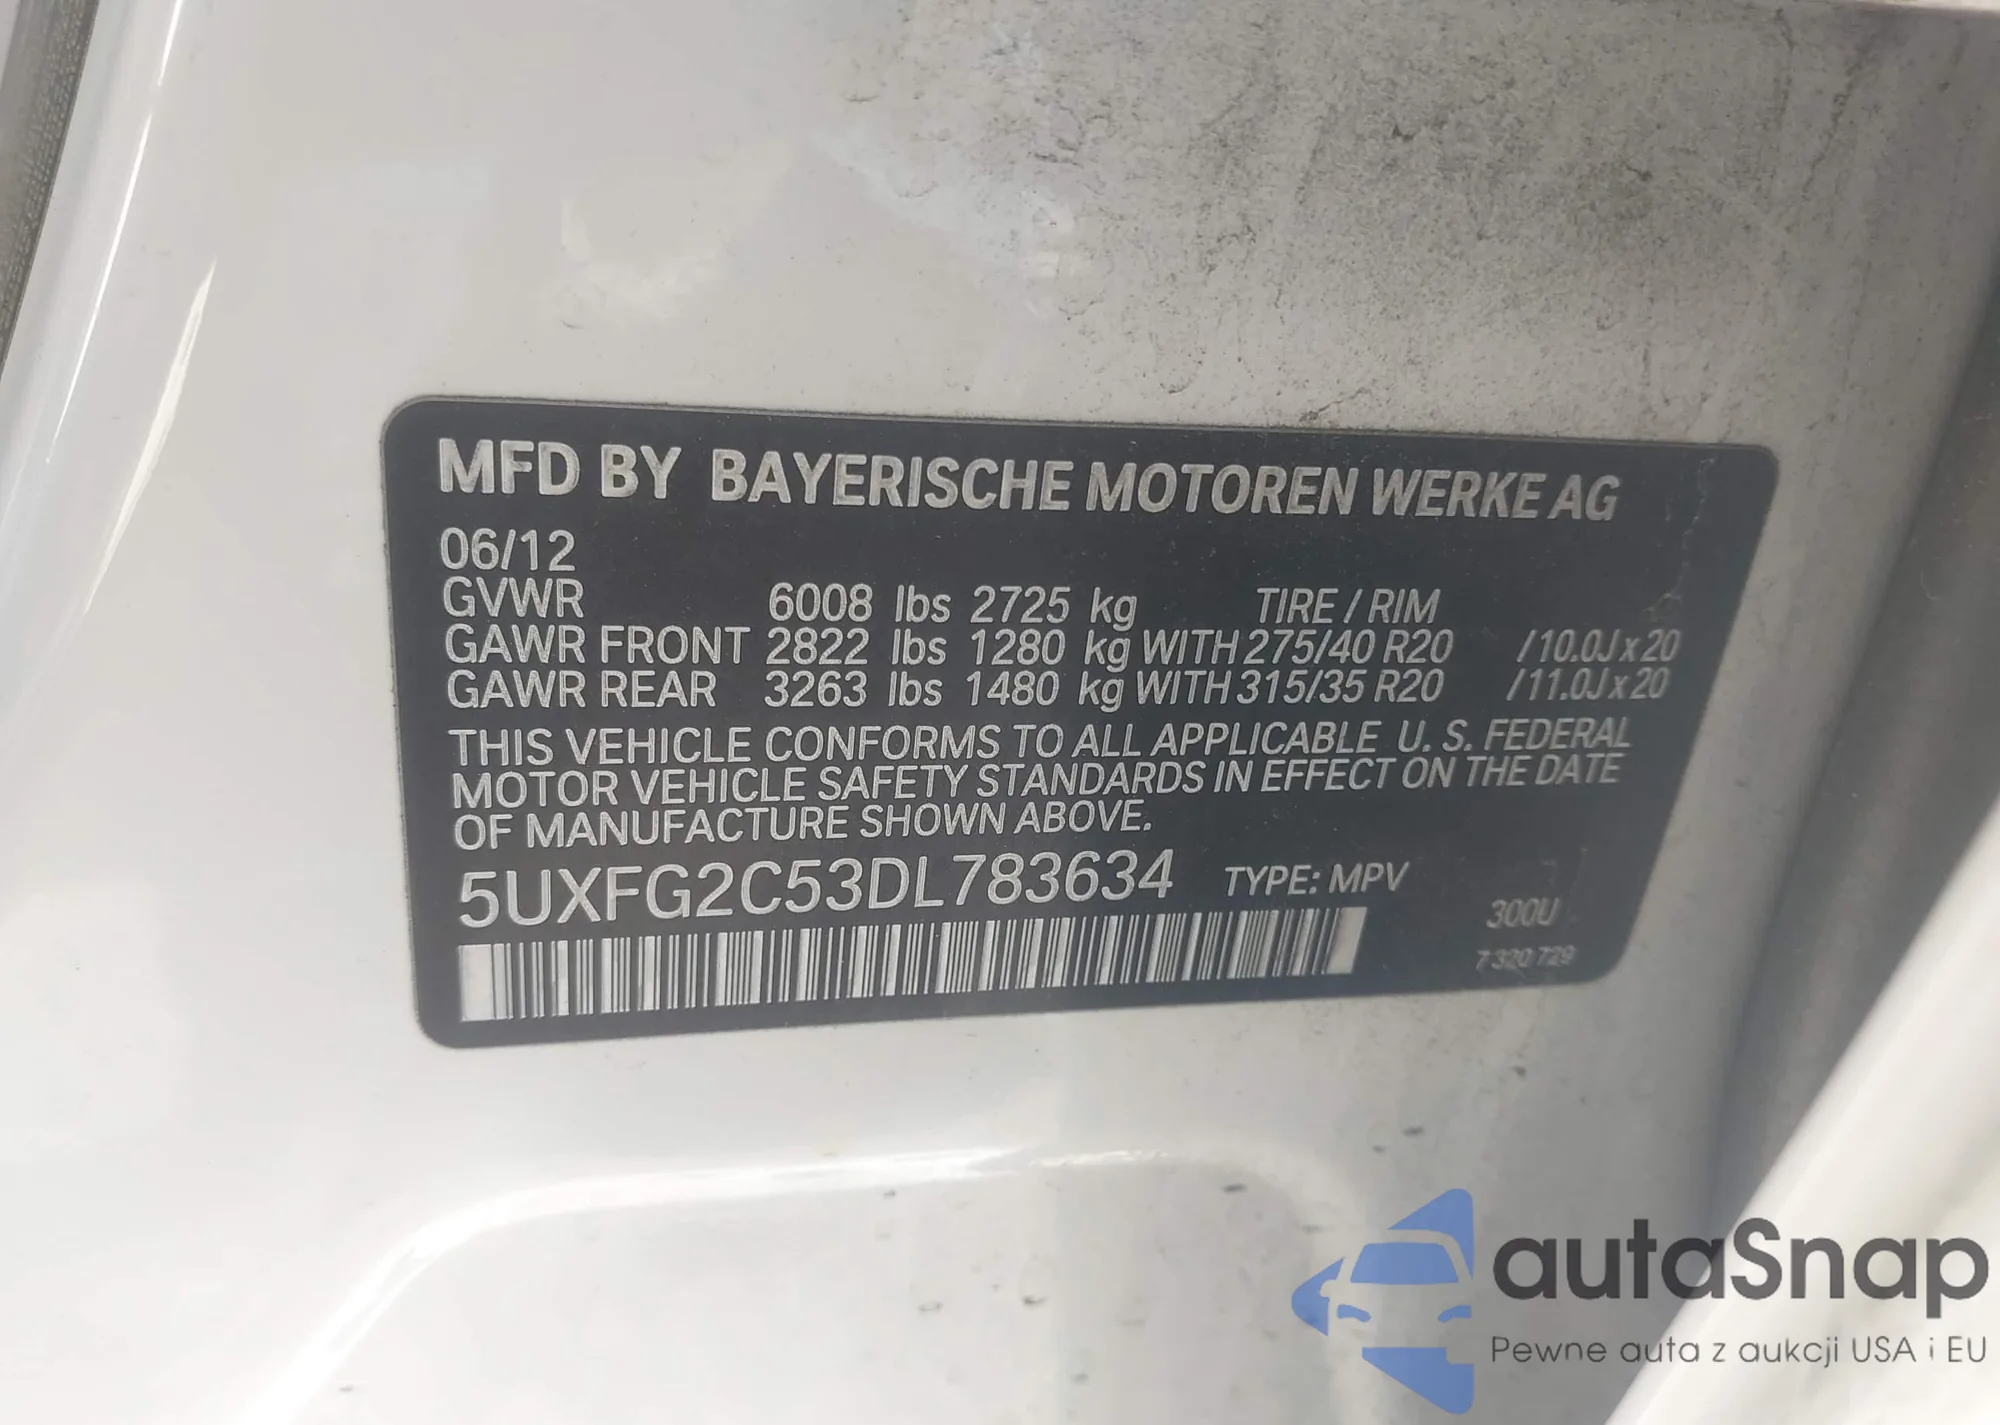 MFD BY BAYERISCHE MOTOREN WERKE AG
06/12
GVWR 6008 lbs 2725 kg TIRE / RIM
GAWR FRONT 2822 lbs 1280 kg WITH 275/40 R20 /10.0J x 20
GAWR REAR 3263 lbs 1480 kg WITH 315/35 R20 /11.0J x 20
THIS VEHICLE CONFORMS TO ALL APPLICABLE U. S. FEDERAL
MOTOR VEHICLE SAFETY STANDARDS IN EFFECT ON THE DATE
OF MANUFACTURE SHOWN ABOVE.
5UXFG2C53DL783634 TYPE: MPV
300U
7 320 729
autaSnap
Pewne auta z aukcji USA i EU